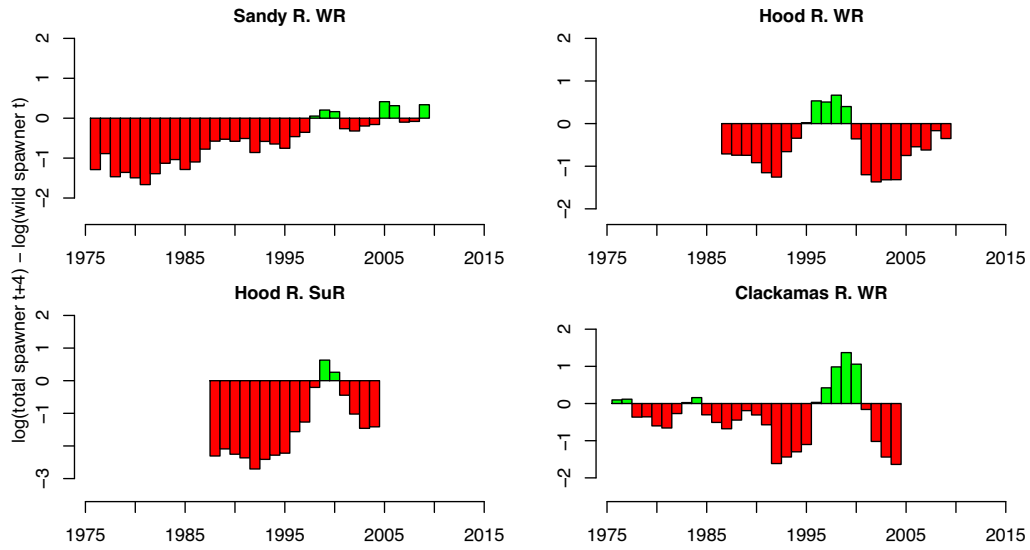 Sandy R. WR
Hood R. WR
log(total spawner t+4) − log(wild spawner t)
2
1
0
−1
−2
1975 1985 1995 2005 2015
2
1
0
−1
−2
1975 1985 1995 2005 2015
Hood R. SuR
Clackamas R. WR
2
1
0
−1
−3
1975 1985 1995 2005 2015
2
1
0
−1
−2
1975 1985 1995 2005 2015